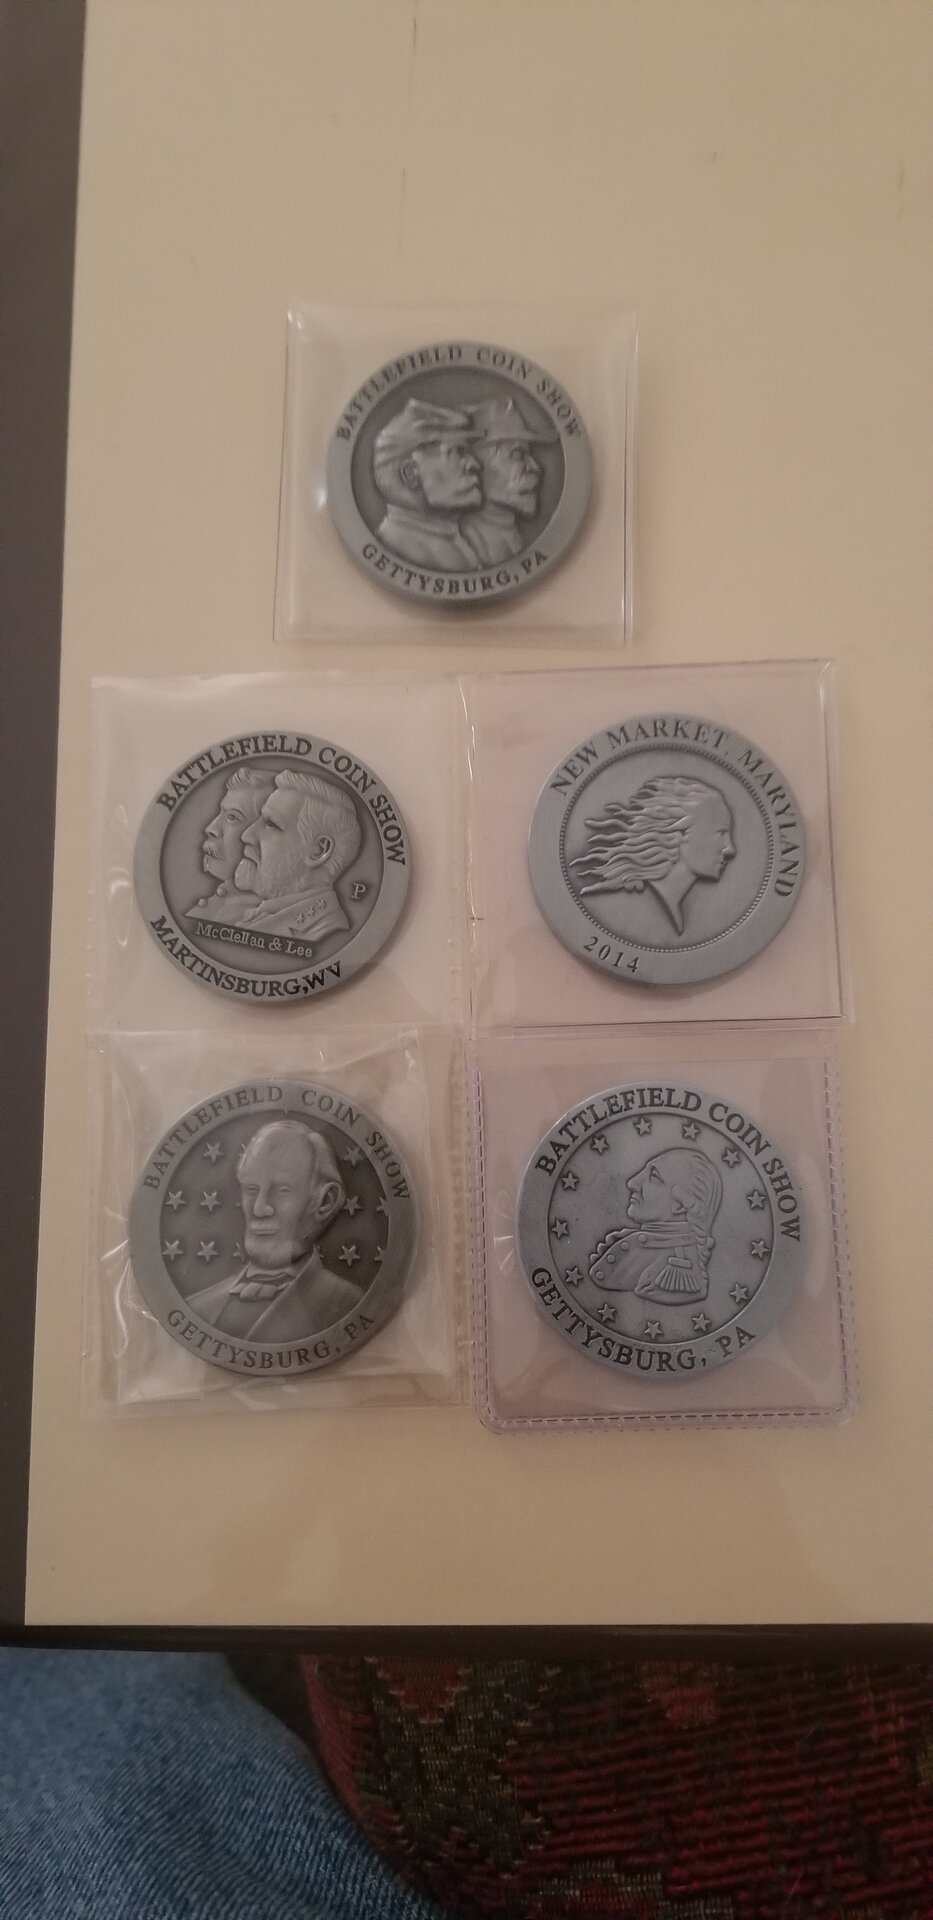 BATTLEFIELD COIN SHOW
GETTYSBURG, PA
BATTLEFIELD COIN SHOW
P
McClellan & Lee
MARTINSBURG, WV
NEW MARKET, MARYLAND
2014
BATTLEFIELD COIN SHOW
GETTYSBURG, PA
BATTLEFIELD COIN SHOW
GETTYSBURG, PA